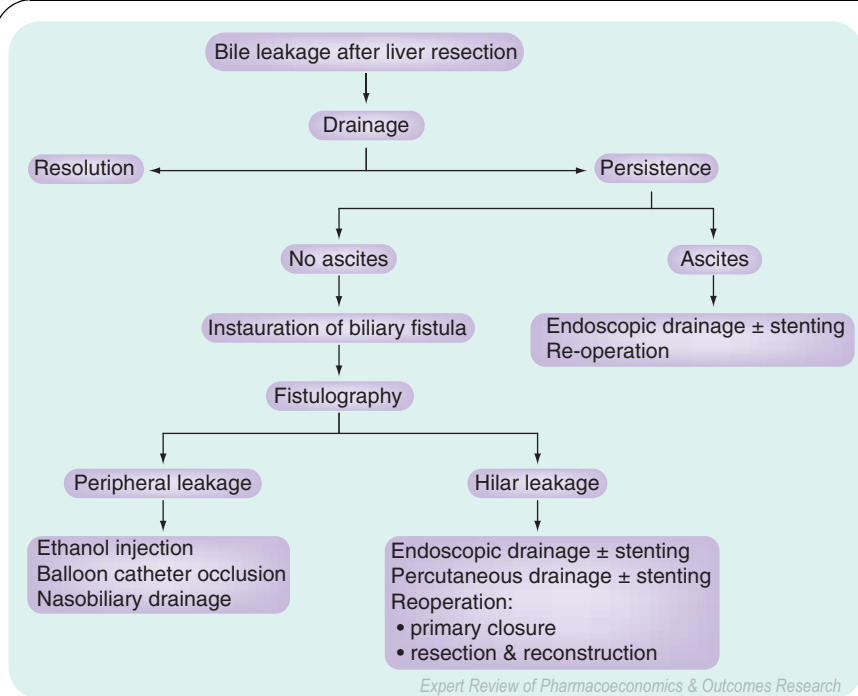 Bile leakage after liver resection
Drainage
Resolution
Persistence
No ascites
Ascites
Instauration of biliary fistula
Endoscopic drainage ± stenting
Re-operation
Fistulography
Peripheral leakage
Hilar leakage
Ethanol injection
Balloon catheter occlusion
Nasobiliary drainage
Endoscopic drainage ± stenting
Percutaneous drainage ± stenting
Reoperation:
• primary closure
• resection & reconstruction
Expert Review of Pharmacoeconomics & Outcomes Research